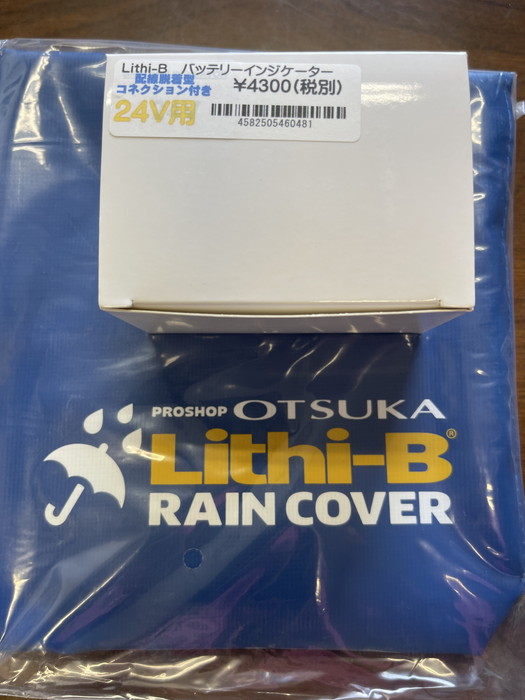 Lithi-B バッテリーインジケーター
配線脱着型
コネクション付き
¥4300(税別)
24V用
4582505460481
PROSHOP OTSUKA
Lithi-B®
RAIN COVER